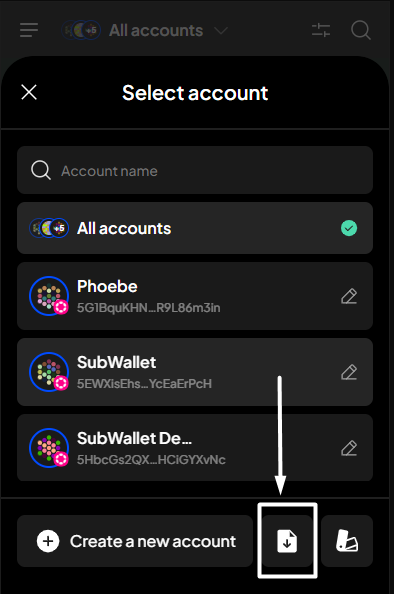 +5 All accounts
Select account
Account name
+5 All accounts
Phoebe
5G1BquKHN...R9L86m3in
SubWallet
5EWXisEhs...YcEaErPcH
SubWallet De...
5HbcGs2QX...HCiGYXvNc
Create a new account